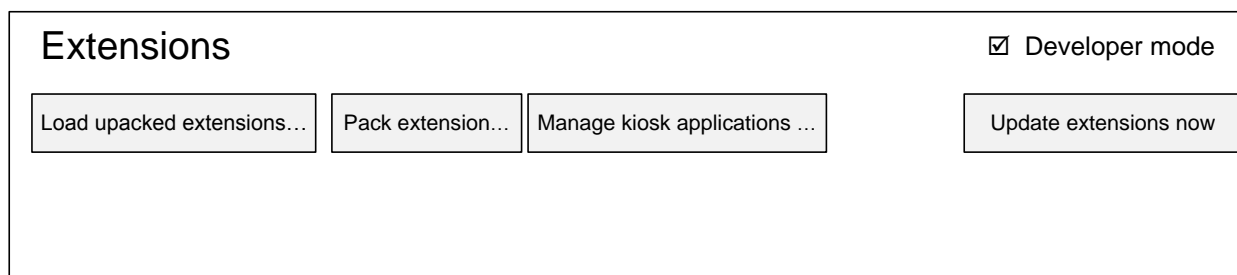 Extensions
☑ Developer mode
Load upacked extensions…
Pack extension…
Manage kiosk applications …
Update extensions now